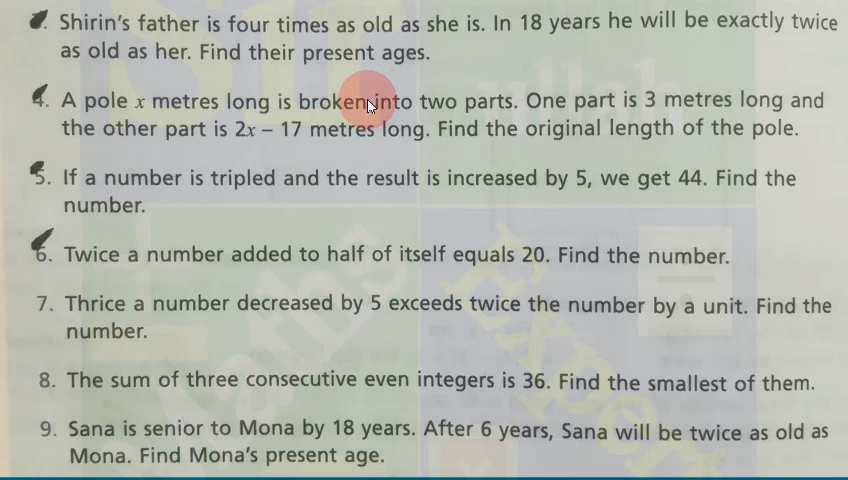 Shirin's father is four times as old as she is. In 18 years he will be exactly twice
as old as her. Find their present ages.
4. A pole x metres long is broken into two parts. One part is 3 metres long and
the other part is 2x – 17 metres long. Find the original length of the pole.
5. If a number is tripled and the result is increased by 5, we get 44. Find the
number.
6. Twice a number added to half of itself equals 20. Find the number.
7. Thrice a number decreased by 5 exceeds twice the number by a unit. Find the
number.
8. The sum of three consecutive even integers is 36. Find the smallest of them.
9. Sana is senior to Mona by 18 years. After 6 years, Sana will be twice as old as
Mona. Find Mona's present age.
Maths
Expert